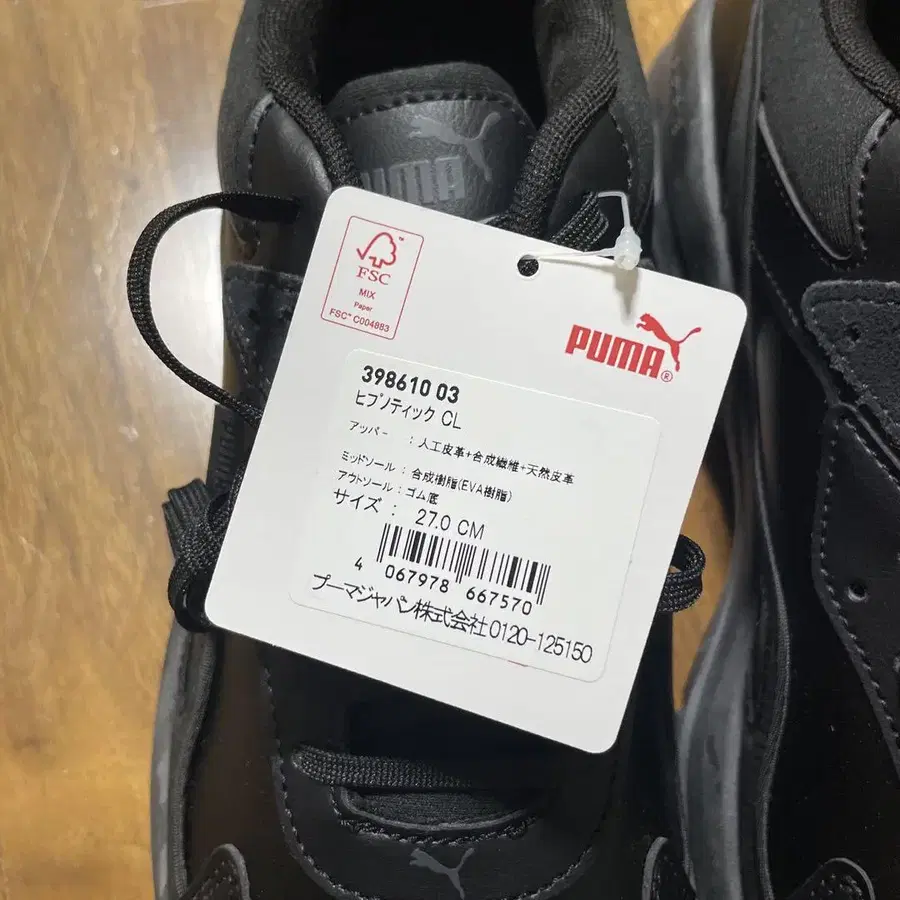 PUMA
FSC
MIX
Paper
FSC® C004883
PUMA®
398610 03
ヒプノティック CL
アッパー : 人工皮革+合成繊維+天然皮革
ミッドソール : 合成樹脂(EVA樹脂)
アウトソール : ゴム底
サイズ : 27.0 CM
4 067978 667570
プーマジャパン株式会社0120-125150